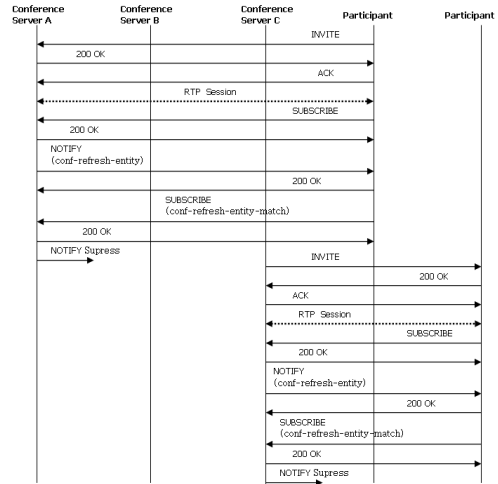 Conference Server A
Conference Server B
Conference Server C
Participant
Participant
INVITE
200 OK
ACK
RTP Session
SUBSCRIBE
200 OK
NOTIFY
(conf-refresh-entity)
200 OK
SUBSCRIBE
(conf-refresh-entity-match)
200 OK
NOTIFY Supress
INVITE
200 OK
ACK
RTP Session
SUBSCRIBE
200 OK
NOTIFY
(conf-refresh-entity)
200 OK
SUBSCRIBE
(conf-refresh-entity-match)
200 OK
NOTIFY Supress